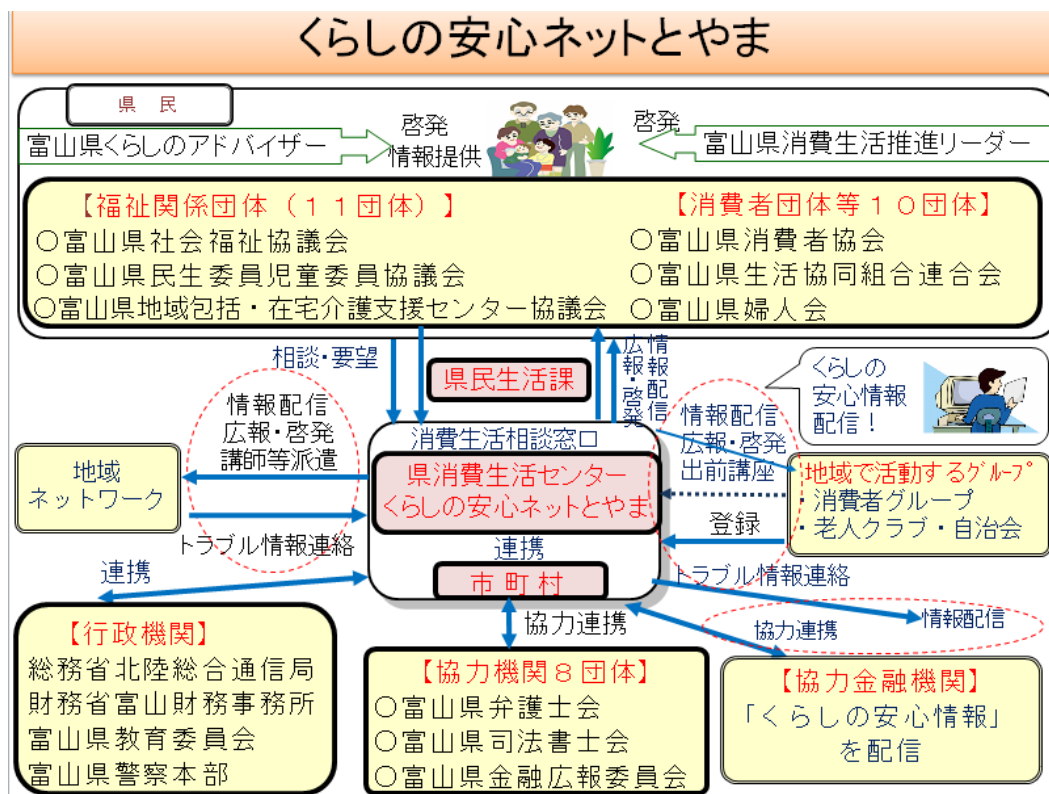 くらしの安心ネットとやま
県　民
富山県くらしのアドバイザー
啓発
情報提供
啓発
富山県消費生活推進リーダー
【福祉関係団体（１１団体）】
○富山県社会福祉協議会
○富山県民生委員児童委員協議会
○富山県地域包括・在宅介護支援センター協議会
【消費者団体等１０団体】
○富山県消費者協会
○富山県生活協同組合連合会
○富山県婦人会
相談・要望
県民生活課
情報配信
広報・啓発
くらしの
安心情報
配信！
情報配信
広報・啓発
講師等派遣
消費生活相談窓口
県消費生活センター
くらしの安心ネットとやま
連携
市町村
情報配信
広報・啓発
出前講座
地域
ネットワーク
地域で活動するｸﾞﾙｰﾌﾟ
・消費者グループ
・老人クラブ・自治会
登録
トラブル情報連絡
トラブル情報連絡
連携
協力連携
協力連携
情報配信
【行政機関】
総務省北陸総合通信局
財務省富山財務事務所
富山県教育委員会
富山県警察本部
【協力機関８団体】
○富山県弁護士会
○富山県司法書士会
○富山県金融広報委員会
【協力金融機関】
「くらしの安心情報」
を配信